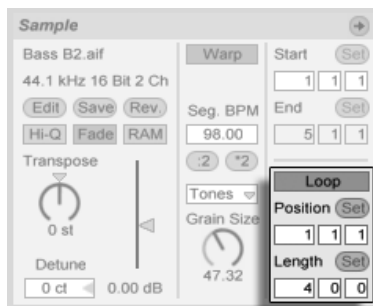 Sample
Bass B2.aif
44.1 kHz 16 Bit 2 Ch
Edit Save Rev.
Hi-Q Fade RAM
Transpose
0 st
Detune
0 ct 0.00 dB
Warp
Seg. BPM
98.00
:2 *2
Tones
Grain Size
47.32
Start Set
1 1 1
End Set
5 1 1
Loop
Position Set
1 1 1
Length Set
4 0 0